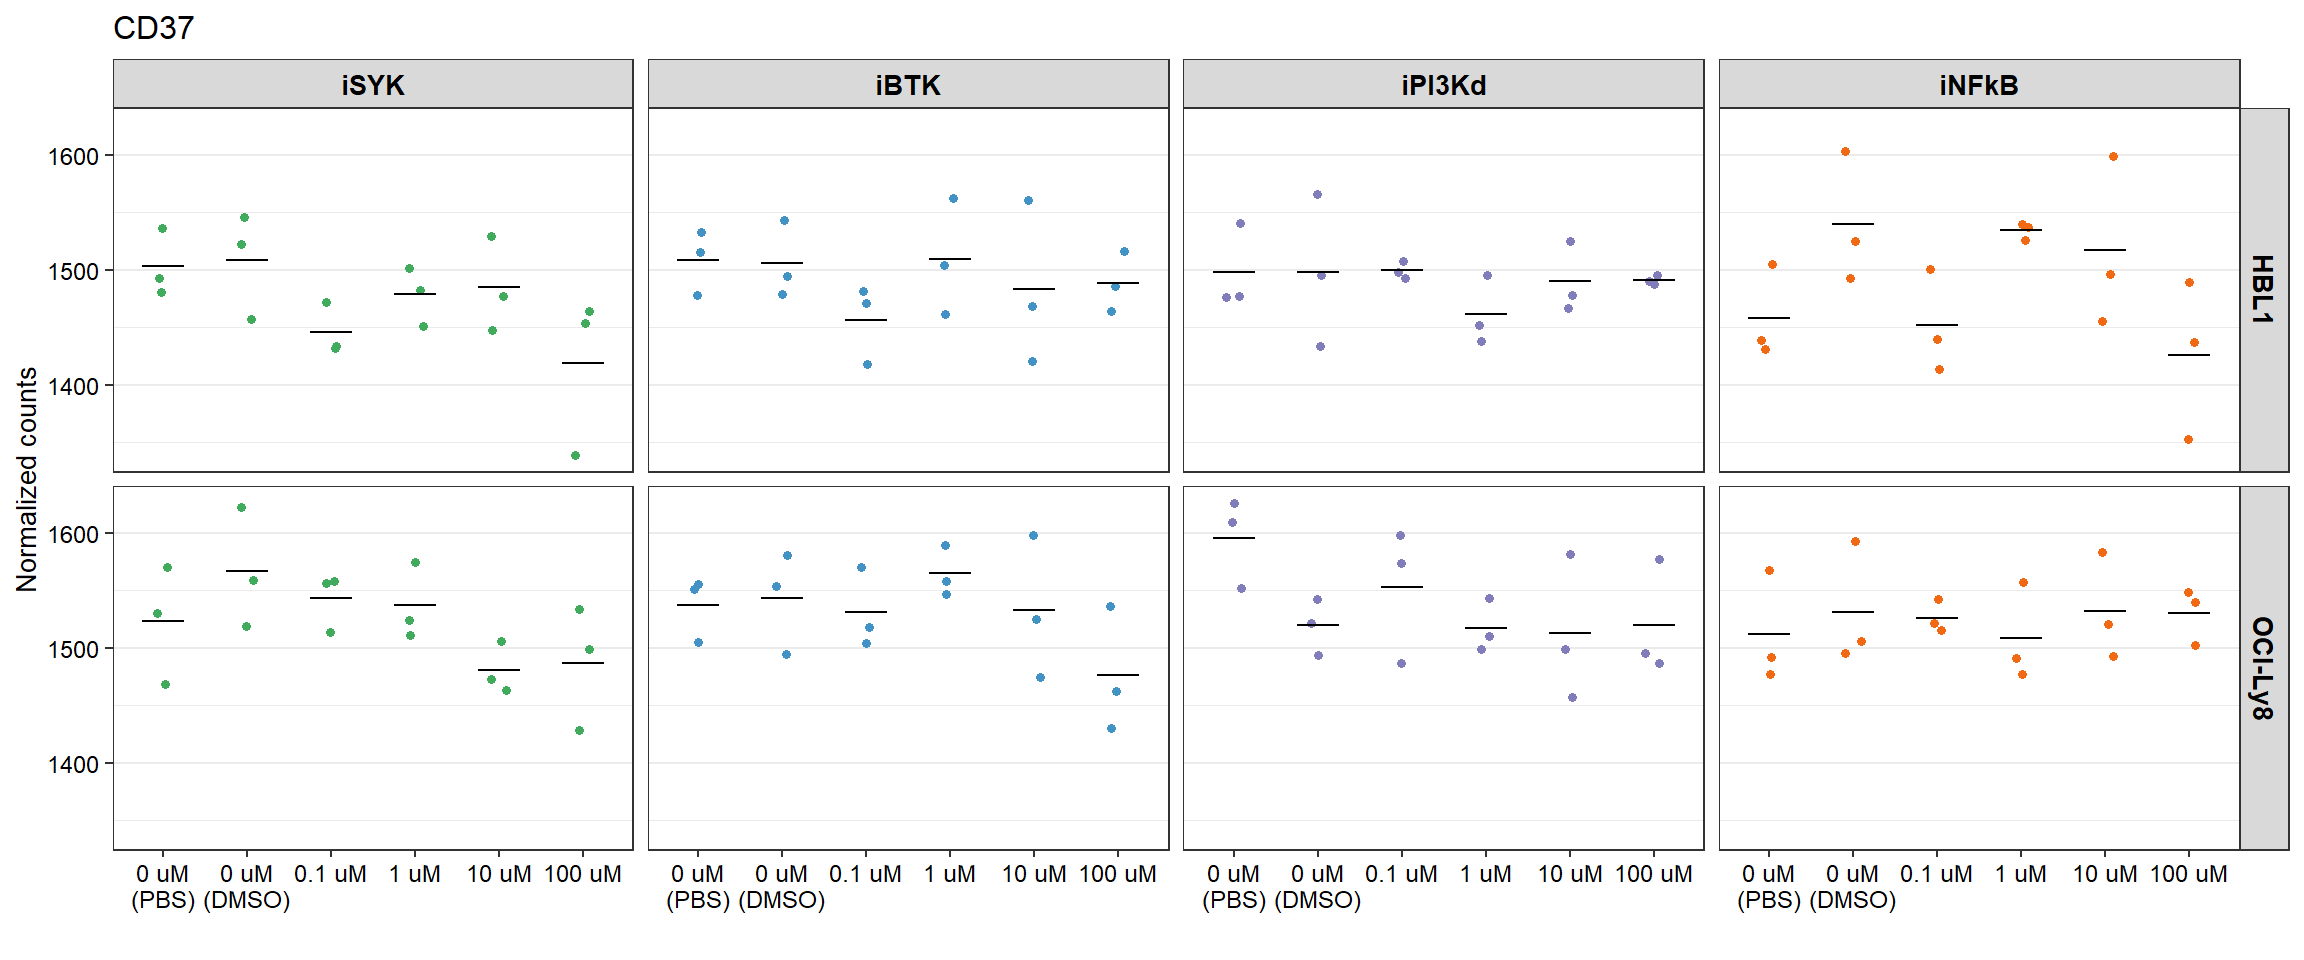 CD37
iSYK iBTK iPI3Kd iNFkB
1600
1500
1400
HBL1
Normalized counts
1600
1500
1400
OCI-Ly8
0 uM 0 uM 0.1 uM 1 uM 10 uM 100 uM 0 uM 0 uM 0.1 uM 1 uM 10 uM 100 uM 0 uM 0 uM 0.1 uM 1 uM 10 uM 100 uM 0 uM 0 uM 0.1 uM 1 uM 10 uM 100 uM
(PBS) (DMSO) (PBS) (DMSO) (PBS) (DMSO) (PBS) (DMSO)